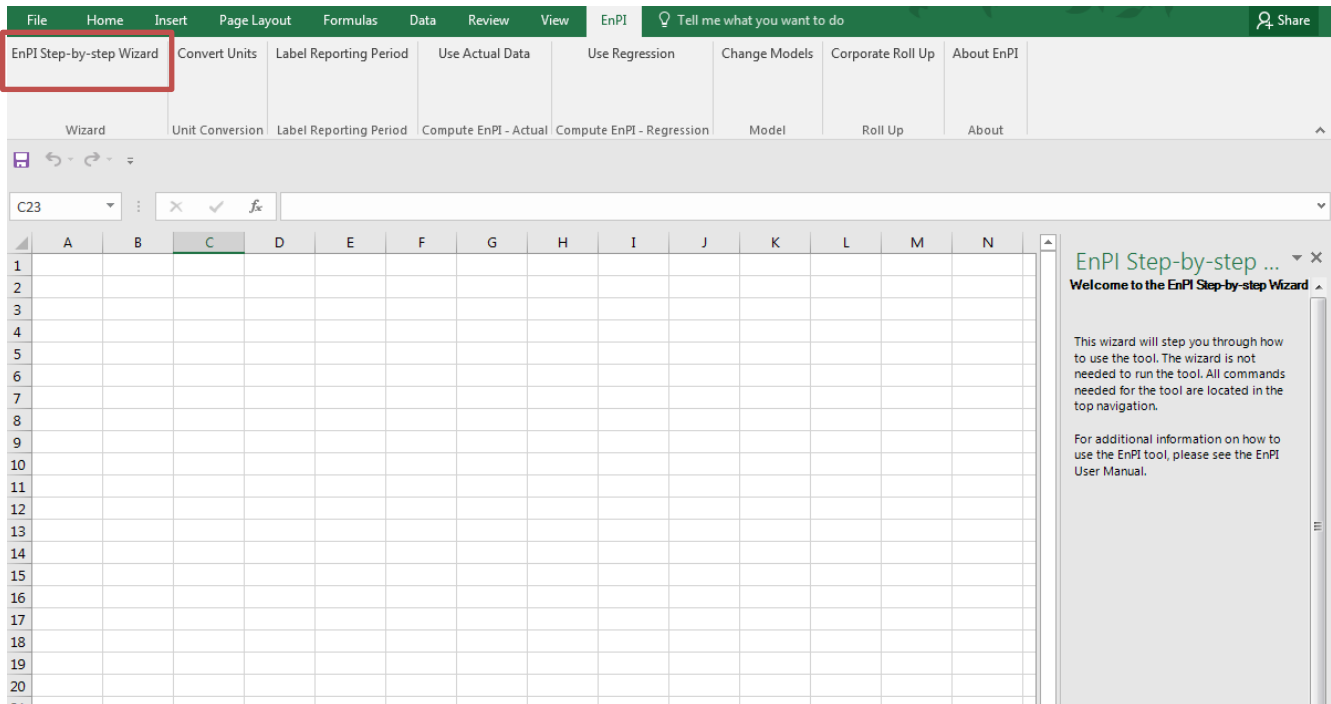 File Home Insert Page Layout Formulas Data Review View EnPI Tell me what you want to do Share
EnPI Step-by-step Wizard Convert Units Label Reporting Period Use Actual Data Use Regression Change Models Corporate Roll Up About EnPI
Wizard Unit Conversion Label Reporting Period Compute EnPI - Actual Compute EnPI - Regression Model Roll Up About
C23 fx
A B C D E F G H I J K L M N
1
2
3
4
5
6
7
8
9
10
11
12
13
14
15
16
17
18
19
20
EnPI Step-by-step ...
Welcome to the EnPI Step-by-step Wizard
This wizard will step you through how
to use the tool. The wizard is not
needed to run the tool. All commands
needed for the tool are located in the
top navigation.
For additional information on how to
use the EnPI tool, please see the EnPI
User Manual.